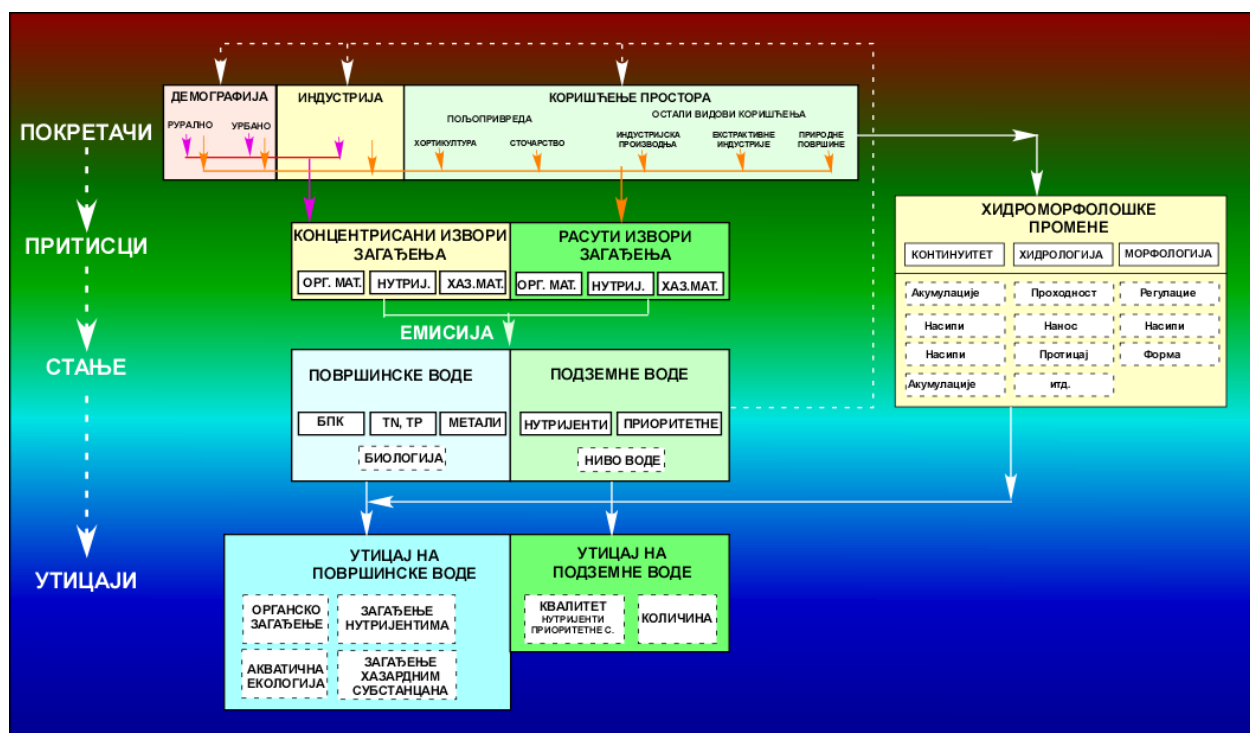 ПОКРЕТАЧИ
ДЕМОГРАФИЈА
РУРАЛНО
УРБАНО
ИНДУСТРИЈА
КОРИШЋЕЊЕ ПРОСТОРА
ПОЉОПРИВРЕДА
ОСТАЛИ ВИДОВИ КОРИШЋЕЊА
ХОРТИКУЛТУРА
СТОЧАРСТВО
ИНДУСТРИЈСКА
ПРОИЗВОДЊА
ЕКСТРАКТИВНЕ
ИНДУСТРИЈЕ
ПРИРОДНЕ
ПОВРШИНЕ
ПРИТИСЦИ
КОНЦЕНТРИСАНИ ИЗВОРИ
ЗАГАЂЕЊА
ОРГ. МАТ.
НУТРИЈ.
ХАЗ.МАТ.
РАСУТИ ИЗВОРИ
ЗАГАЂЕЊА
ОРГ. МАТ.
НУТРИЈ.
ХАЗ.МАТ.
ХИДРОМОРФОЛОШКЕ
ПРОМЕНЕ
КОНТИНУИТЕТ
ХИДРОЛОГИЈА
МОРФОЛОГИЈА
Акумулације
Проходност
Регулације
Насипи
Нанос
Насипи
Насипи
Протицај
Форма
Акумулације
итд.
ЕМИСИЈА
СТАЊЕ
ПОВРШИНСКЕ ВОДЕ
БПК
TN, TP
МЕТАЛИ
БИОЛОГИЈА
ПОДЗЕМНЕ ВОДЕ
НУТРИЈЕНТИ
ПРИОРИТЕТНЕ
НИВО ВОДЕ
УТИЦАЈИ
УТИЦАЈ НА
ПОВРШИНСКЕ ВОДЕ
ОРГАНСКО
ЗАГАЂЕЊЕ
ЗАГАЂЕЊЕ
НУТРИЈЕНТИМА
АКВАТИЧНА
ЕКОЛОГИЈА
ЗАГАЂЕЊЕ
ХАЗАРДНИМ
СУБСТАНЦАНА
УТИЦАЈ НА
ПОДЗЕМНЕ ВОДЕ
КВАЛИТЕТ
НУТРИЈЕНТИ
ПРИОРИТЕТНЕ С.
КОЛИЧИНА